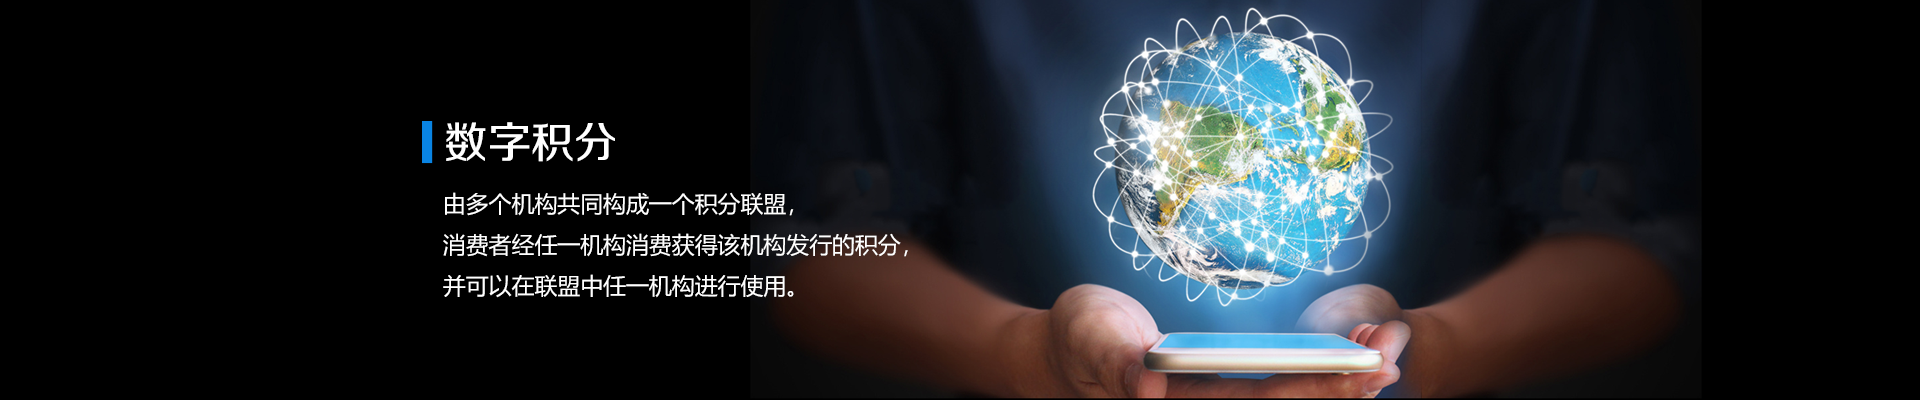 数字积分
由多个机构共同构成一个积分联盟，
消费者经任一机构消费获得该机构发行的积分，
并可以在联盟中任一机构进行使用。